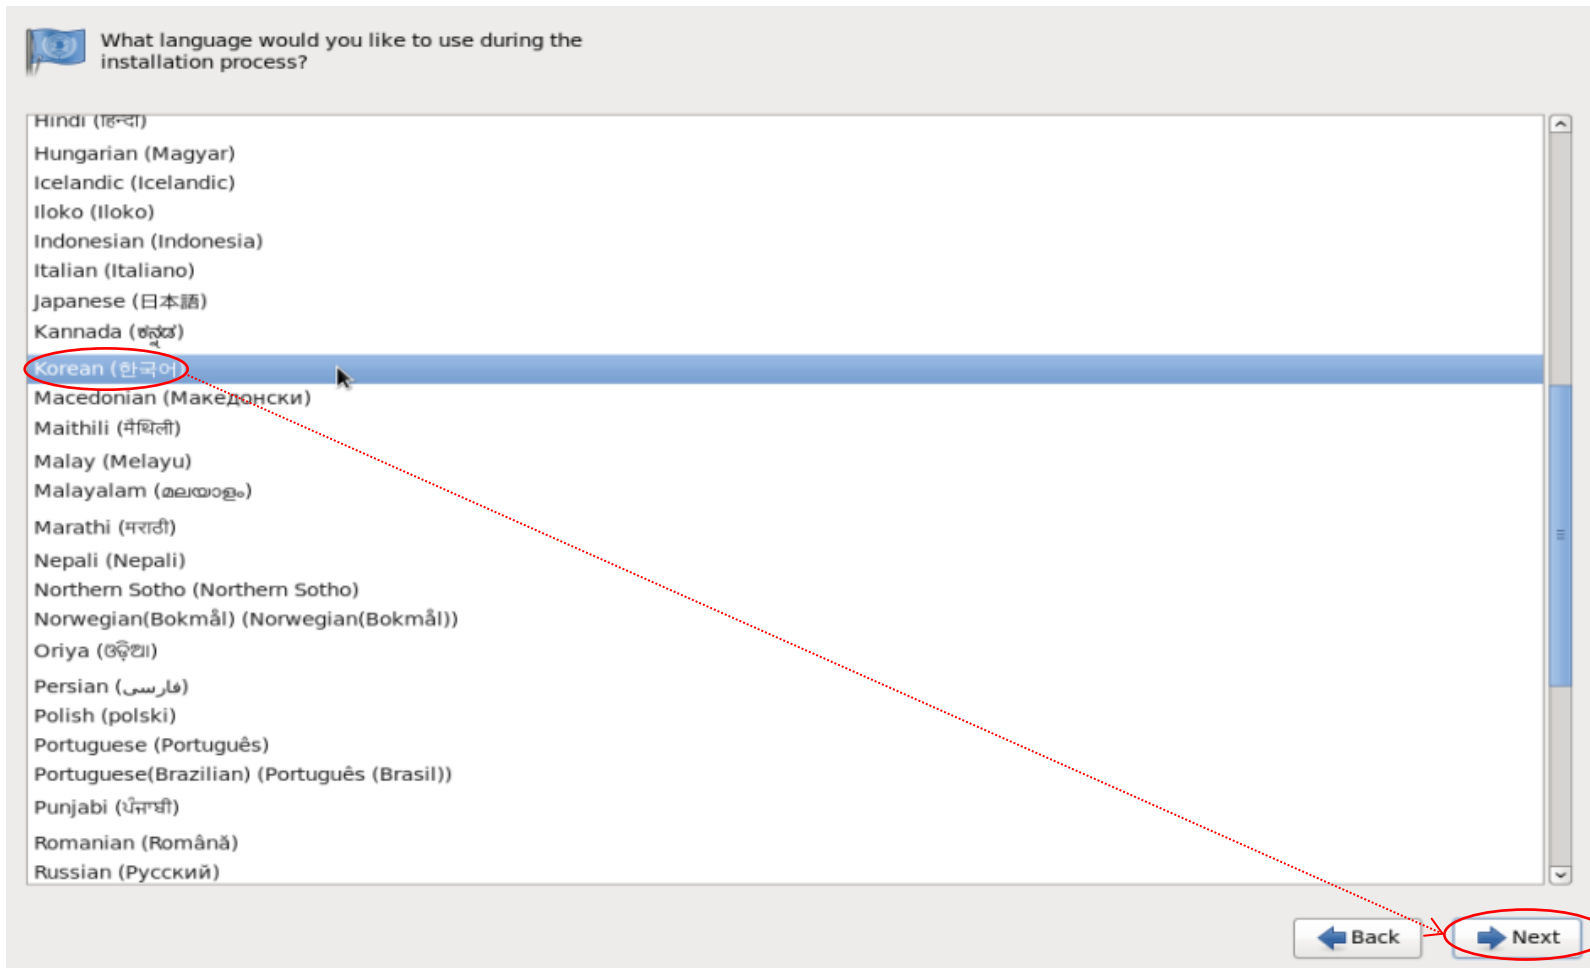 What language would you like to use during the
installation process?
Hindi (हिन्दी)
Hungarian (Magyar)
Icelandic (Icelandic)
Iloko (Iloko)
Indonesian (Indonesia)
Italian (Italiano)
Japanese (日本語)
Kannada (ಕನ್ನಡ)
Korean (한국어)
Macedonian (Македонски)
Maithili (मैथिली)
Malay (Melayu)
Malayalam (മലയാളം)
Marathi (मराठी)
Nepali (Nepali)
Northern Sotho (Northern Sotho)
Norwegian(Bokmål) (Norwegian(Bokmål))
Oriya (ଓଡ଼ିଆ)
Persian (فارسی)
Polish (polski)
Portuguese (Português)
Portuguese(Brazilian) (Português (Brasil))
Punjabi (ਪੰਜਾਬੀ)
Romanian (Română)
Russian (Русский)
Back Next